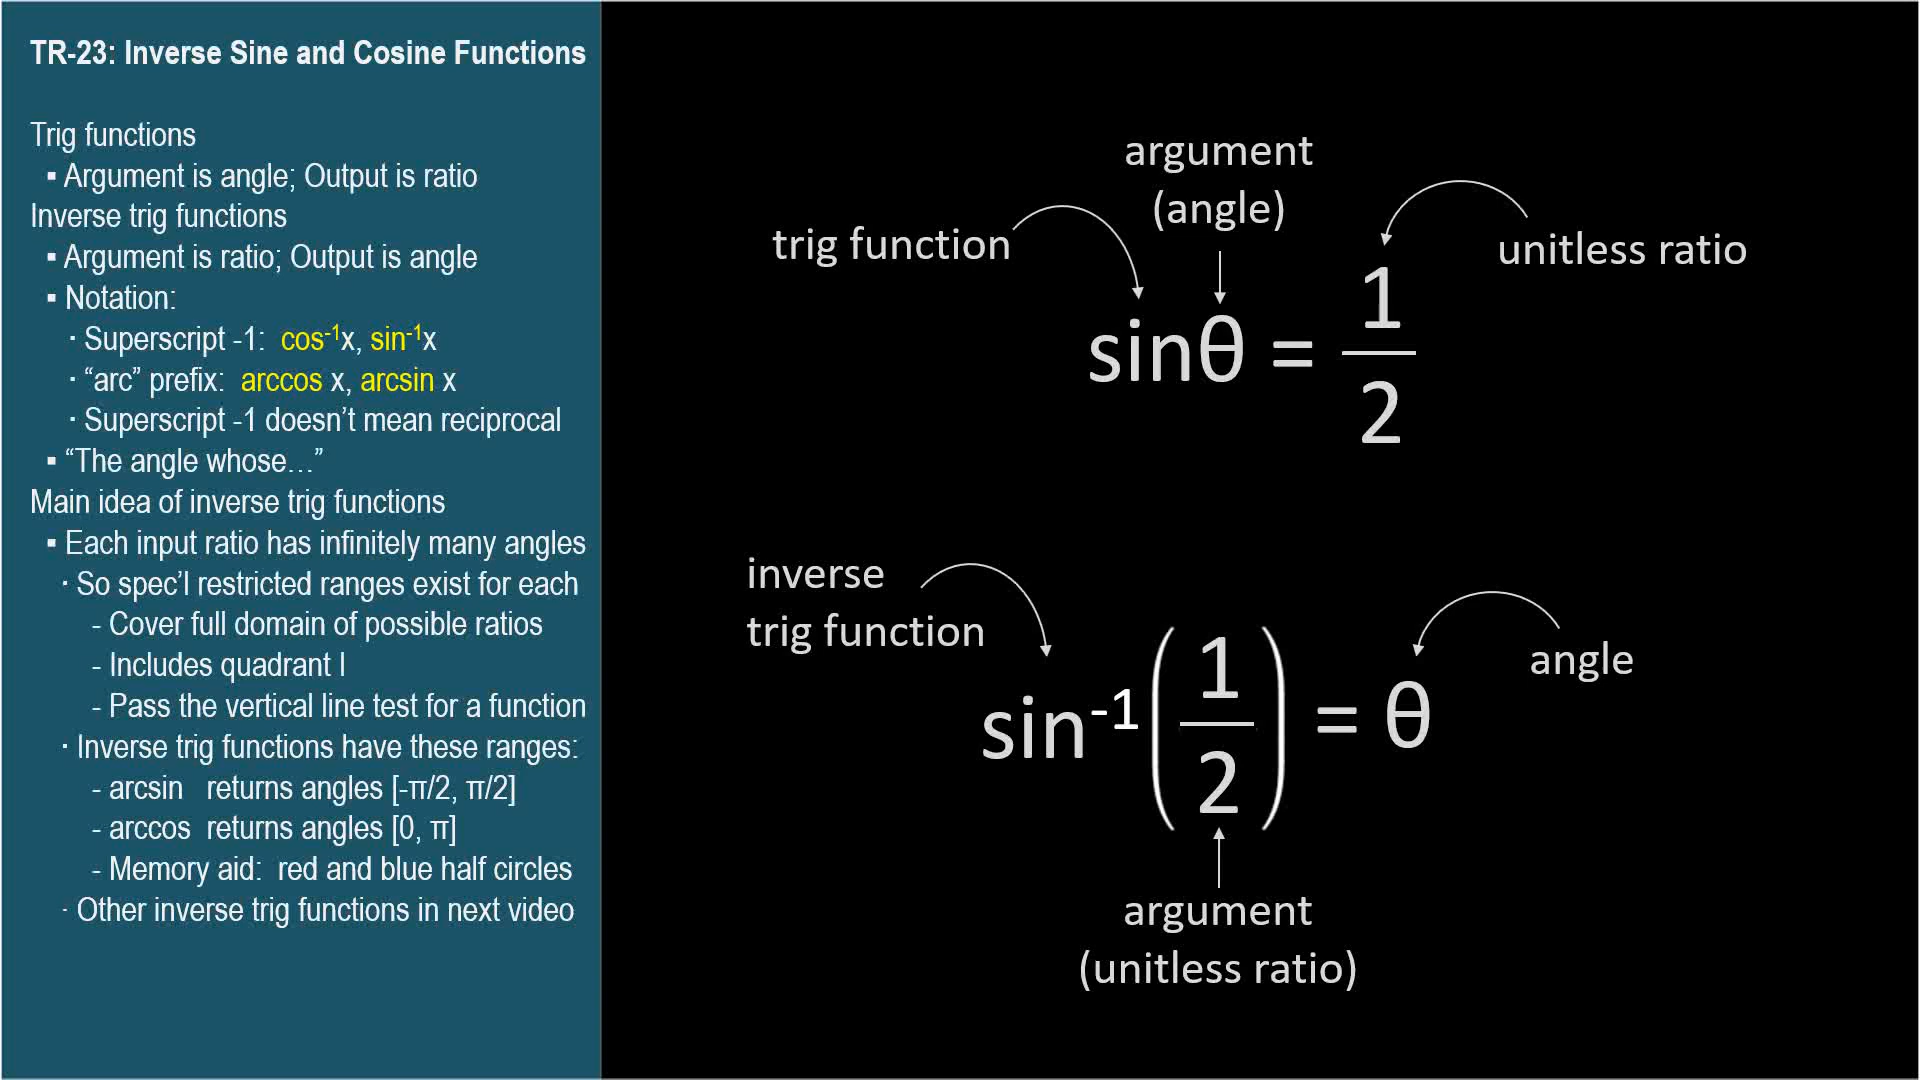 TR-23: Inverse Sine and Cosine Functions
Trig functions
▪ Argument is angle; Output is ratio
Inverse trig functions
▪ Argument is ratio; Output is angle
▪ Notation:
· Superscript -1: cos⁻¹x, sin⁻¹x
· “arc” prefix: arccos x, arcsin x
· Superscript -1 doesn’t mean reciprocal
▪ “The angle whose…”
Main idea of inverse trig functions
▪ Each input ratio has infinitely many angles
· So spec’l restricted ranges exist for each
- Cover full domain of possible ratios
- Includes quadrant I
- Pass the vertical line test for a function
· Inverse trig functions have these ranges:
- arcsin returns angles [-π/2, π/2]
- arccos returns angles [0, π]
- Memory aid: red and blue half circles
· Other inverse trig functions in next video
argument
(angle)
trig function
unitless ratio
sinθ = 1/2
inverse
trig function
angle
sin⁻¹(1/2) = θ
argument
(unitless ratio)